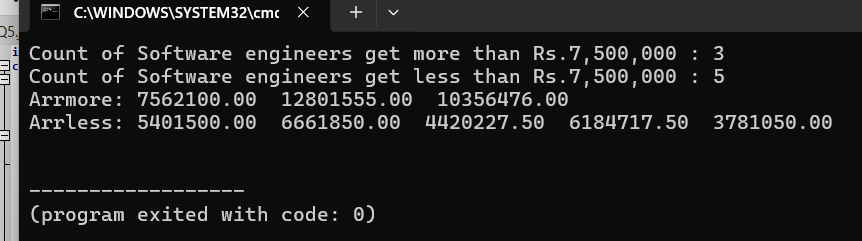 C:\WINDOWS\SYSTEM32\cmc
Q5.
Count of Software engineers get more than Rs.7,500,000 : 3
Count of Software engineers get less than Rs.7,500,000 : 5
Arrmore: 7562100.00  12801555.00  10356476.00
Arrless: 5401500.00  6661850.00  4420227.50  6184717.50  3781050.00
------------------
(program exited with code: 0)